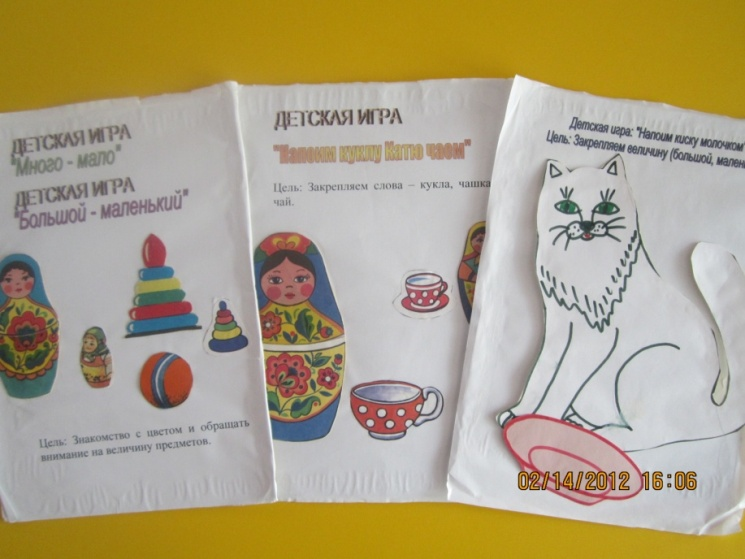 ДЕТСКАЯ ИГРА
"Много - мало"
ДЕТСКАЯ ИГРА
"Большой - маленький"
Цель: Знакомство с цветом и обращать
внимание на величину предметов.
ДЕТСКАЯ ИГРА
"Напоим куклу Катю чаем"
Цель: Закрепляем слова – кукла, чашка
чай.
Детская игра: "Напоим киску молочком"
Цель: Закрепляем величину (большой,
02/14/2012 16:06